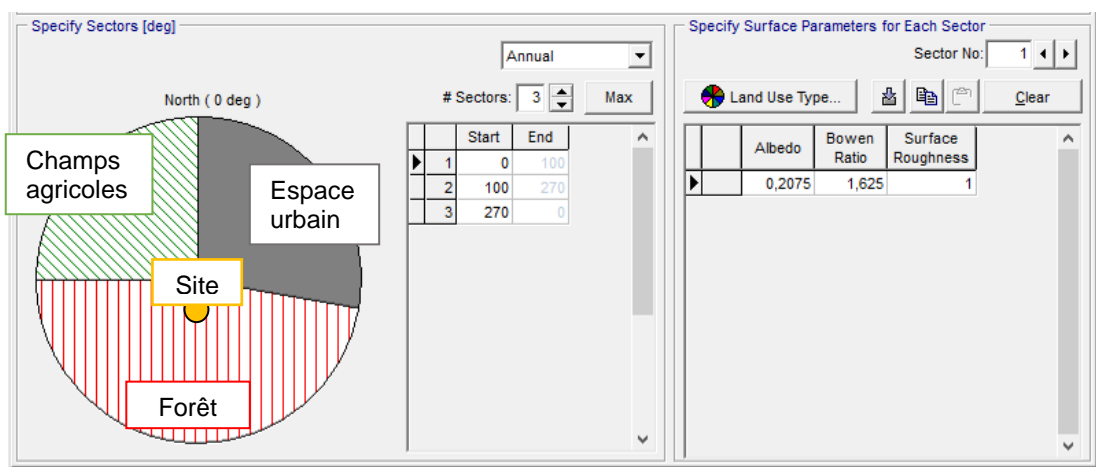 Specify Sectors [deg]
Annual
# Sectors: 3 Max
North ( 0 deg )
Champs
agricoles
Espace
urbain
Site
Forêt
Start End
1 0 100
2 100 270
3 270 0
Specify Surface Parameters for Each Sector
Sector No: 1
Land Use Type... Clear
Albedo Bowen Ratio Surface Roughness
0,2075 1,625 1